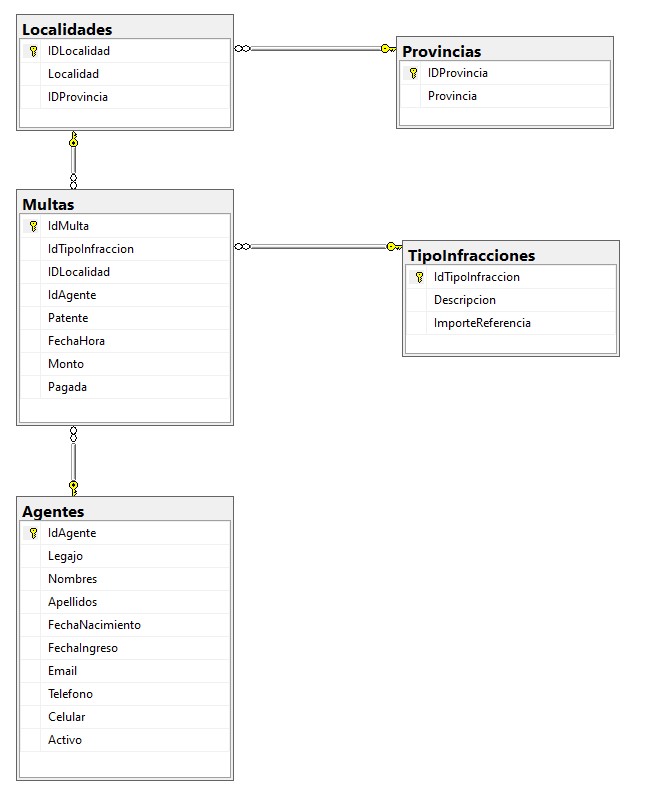 Localidades
IDLocalidad
Localidad
IDProvincia
Provincias
IDProvincia
Provincia
Multas
IdMulta
IdTipoInfraccion
IDLocalidad
IdAgente
Patente
FechaHora
Monto
Pagada
TipoInfracciones
IdTipoInfraccion
Descripcion
ImporteReferencia
Agentes
IdAgente
Legajo
Nombres
Apellidos
FechaNacimiento
FechaIngreso
Email
Telefono
Celular
Activo